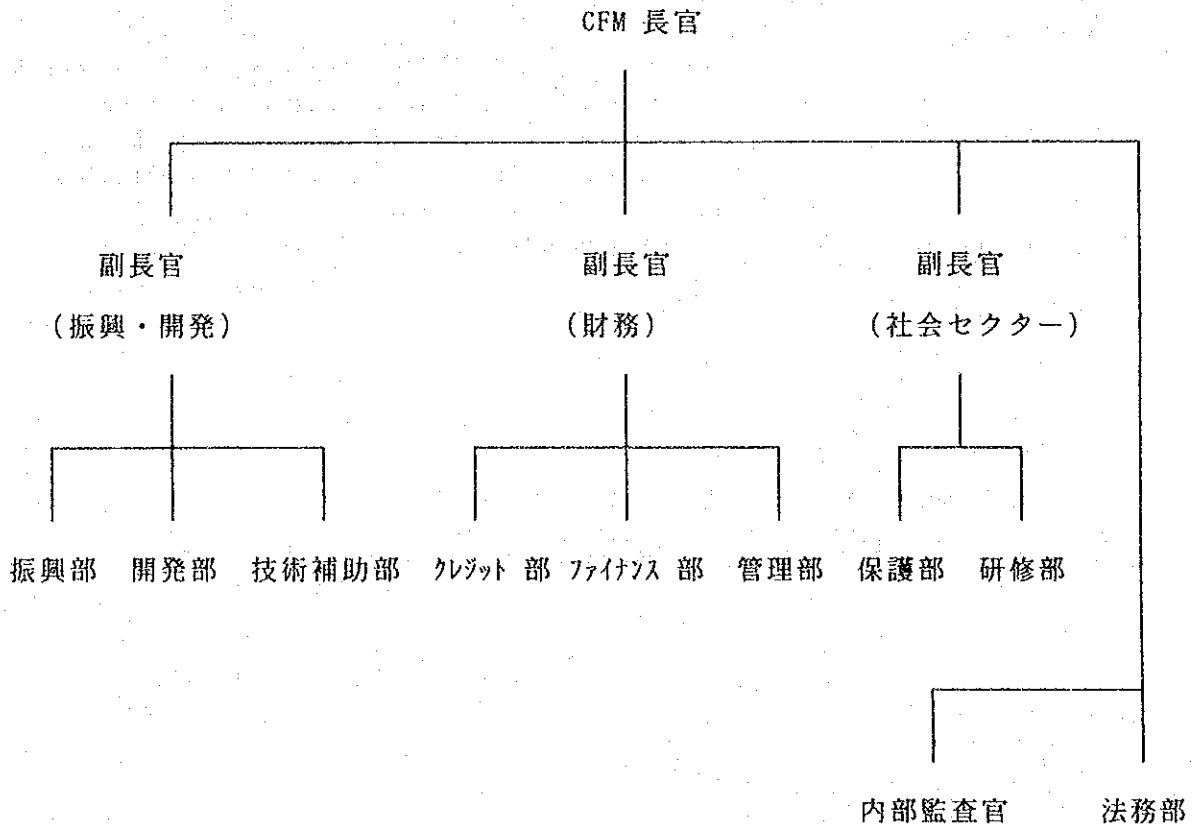 CFM 長官
副長官 副長官 副長官
(振興・開発) (財務) (社会セクター)
振興部 開発部 技術補助部 クレジット 部 ファイナンス 部 管理部 保護部 研修部
内部監査官 法務部